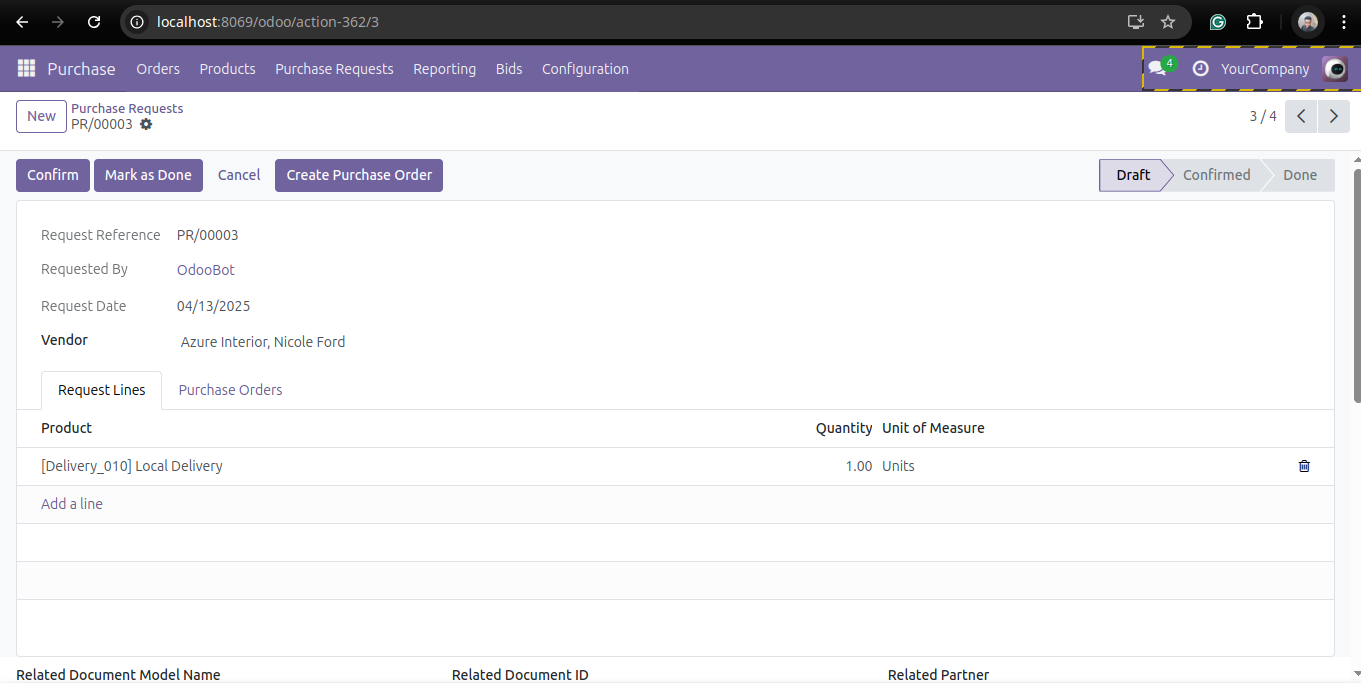 localhost:8069/odoo/action-362/3
Purchase Orders Products Purchase Requests Reporting Bids Configuration 4 YourCompany
New Purchase Requests
PR/00003 3 / 4
Confirm Mark as Done Cancel Create Purchase Order Draft Confirmed Done
Request Reference PR/00003
Requested By OdooBot
Request Date 04/13/2025
Vendor Azure Interior, Nicole Ford
Request Lines Purchase Orders
Product Quantity Unit of Measure
[Delivery_010] Local Delivery 1.00 Units
Add a line
Related Document Model Name Related Document ID Related Partner